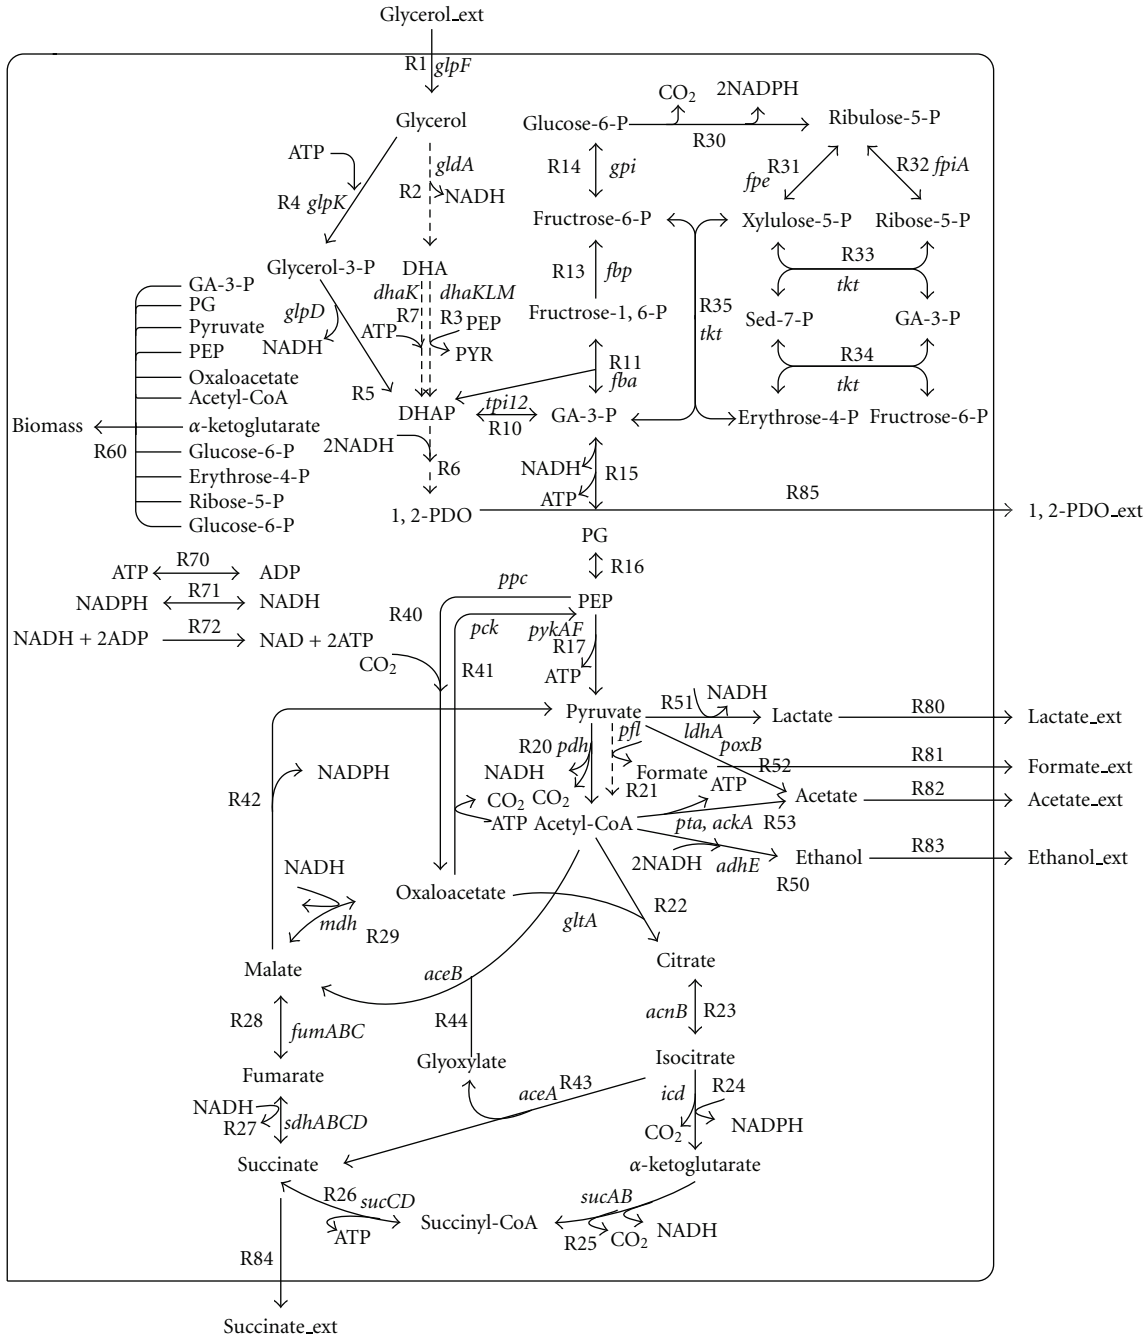 Glycerol_ext
R1 glpF
Glycerol
CO2
2NADPH
Glucose-6-P
R30
Ribulose-5-P
ATP
gldA
R2
NADH
R4 glpK
R14
gpi
R31
fpe
R32 fpiA
Fructrose-6-P
Xylulose-5-P
Ribose-5-P
Glycerol-3-P
DHA
R13
fbp
R33
tkt
glpD
NADH
dhaK
dhaKLM
R7
R3
PEP
ATP
PYR
Fructrose-1, 6-P
R35
tkt
Sed-7-P
GA-3-P
R5
R11
fba
R34
tkt
DHAP
tpi12
R10
GA-3-P
Erythrose-4-P
Fructrose-6-P
GA-3-P
PG
Pyruvate
PEP
Oxaloacetate
Acetyl-CoA
Biomass
α-ketoglutarate
R60
Glucose-6-P
Erythrose-4-P
Ribose-5-P
Glucose-6-P
2NADH
R6
NADH
R15
ATP
1, 2-PDO
R85
1, 2-PDO_ext
PG
R16
ATP
R70
ADP
NADPH
R71
NADH
NADH + 2ADP
R72
NAD + 2ATP
ppc
PEP
R40
pck
pykAF
R17
CO2
R41
ATP
Pyruvate
R51
NADH
ldhA
Lactate
R80
Lactate_ext
R20 pdh
pfl
poxB
NADH
Formate
R52
R81
Formate_ext
NADPH
R42
CO2
CO2
R21
ATP
Acetate
R82
Acetate_ext
ATP
Acetyl-CoA
pta, ackA
R53
2NADH
adhE
Ethanol
R83
Ethanol_ext
R50
NADH
Oxaloacetate
mdh
R29
gltA
R22
Malate
aceB
Citrate
R28
fumABC
R44
acnB
R23
Fumarate
Glyoxylate
Isocitrate
NADH
R27
sdhABCD
aceA
R43
icd
R24
CO2
NADPH
Succinate
α-ketoglutarate
R26
sucCD
ATP
Succinyl-CoA
sucAB
R25
CO2
NADH
R84
Succinate_ext